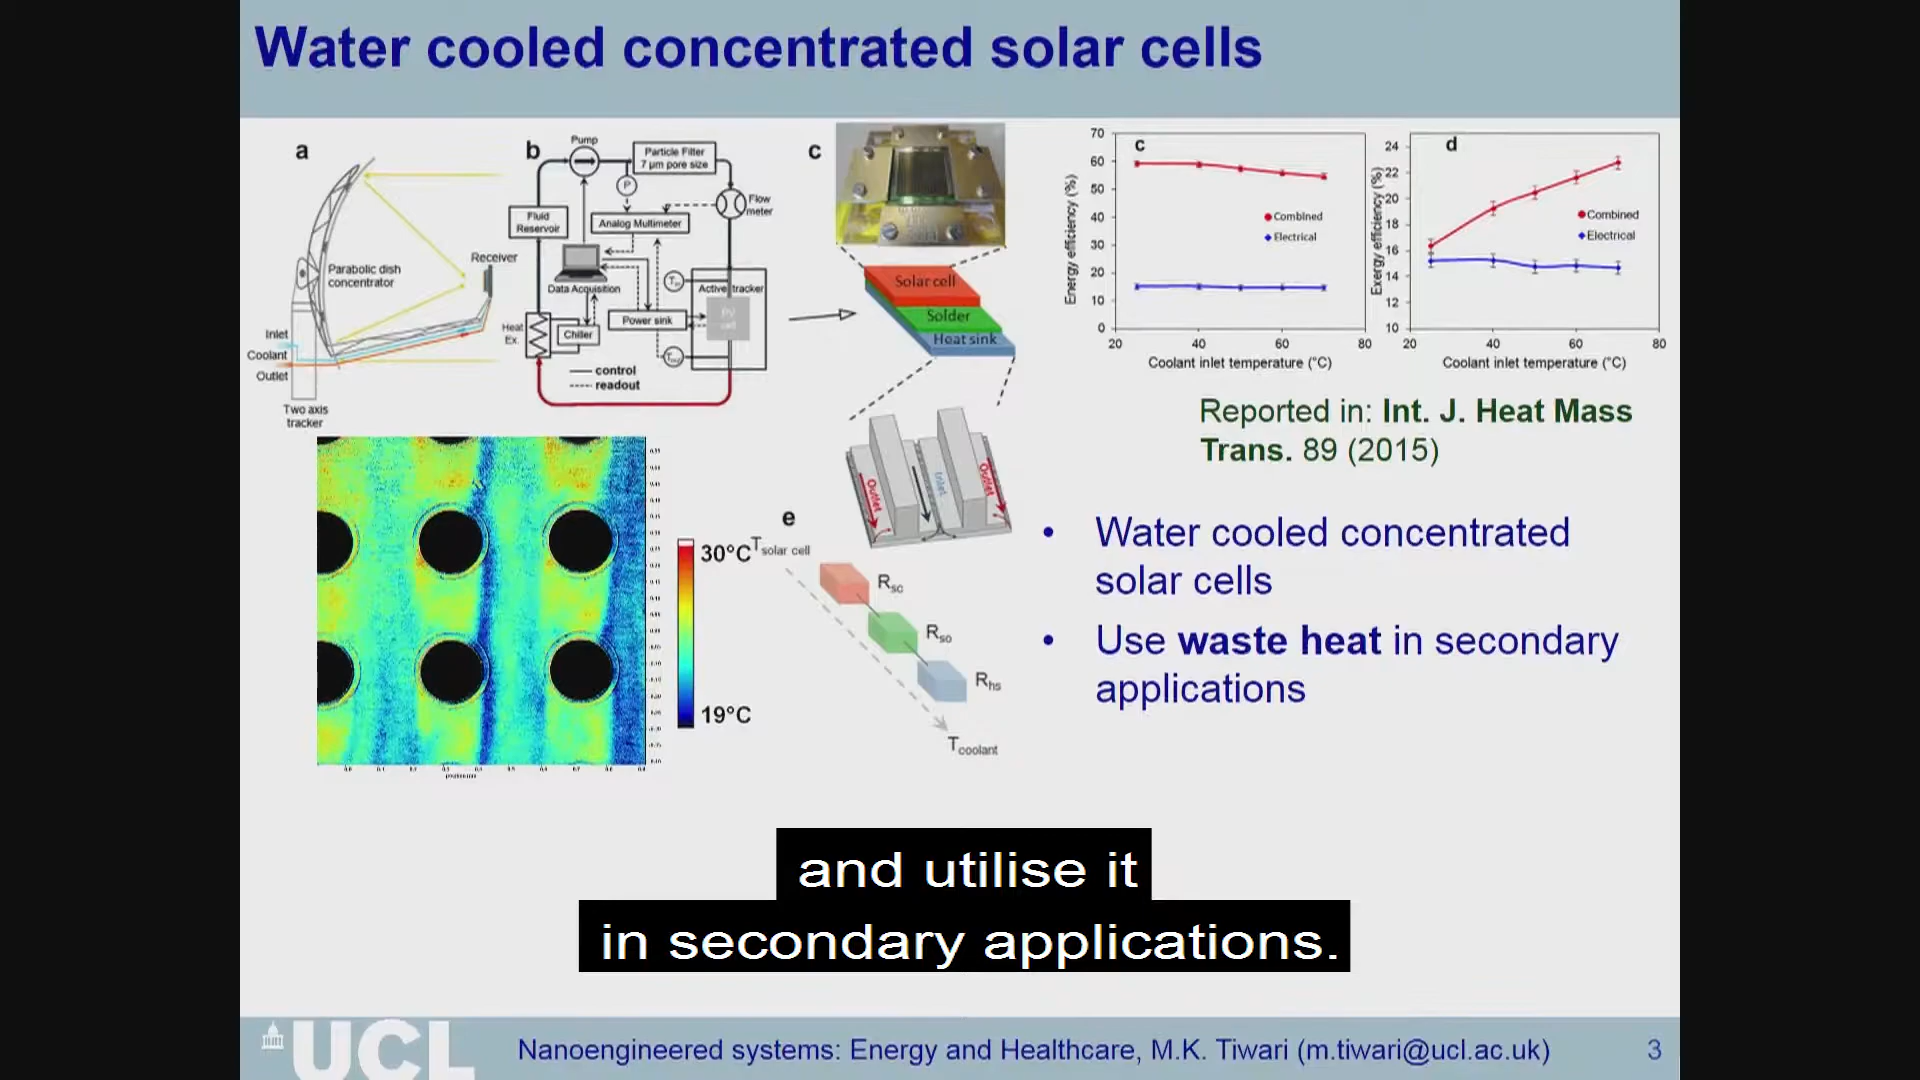 Water cooled concentrated solar cells
a
Parabolic dish
concentrator
Receiver
Inlet
Coolant
Outlet
Two axis
tracker
b
Pump
Particle Filter
7 µm pore size
P
Flow
meter
Fluid
Reservoir
Analog Multimeter
Data Acquisition
Active tracker
PV
cell
Heat
Ex.
Chiller
Power sink
control
readout
c
Solar cell
Solder
Heat sink
Outlet
Inlet
Outlet
e
T solar cell
Rsc
Rso
Rhs
Tcoolant
30°C
19°C
c
Energy efficiency (%)
70
60
50
40
30
20
10
0
Combined
Electrical
20 40 60 80
Coolant inlet temperature (°C)
d
Exergy efficiency (%)
24
22
20
18
16
14
12
10
Combined
Electrical
20 40 60 80
Coolant inlet temperature (°C)
Reported in: Int. J. Heat Mass
Trans. 89 (2015)
• Water cooled concentrated
solar cells
• Use waste heat in secondary
applications
and utilise it
in secondary applications.
UCL
Nanoengineered systems: Energy and Healthcare, M.K. Tiwari (m.tiwari@ucl.ac.uk)
3